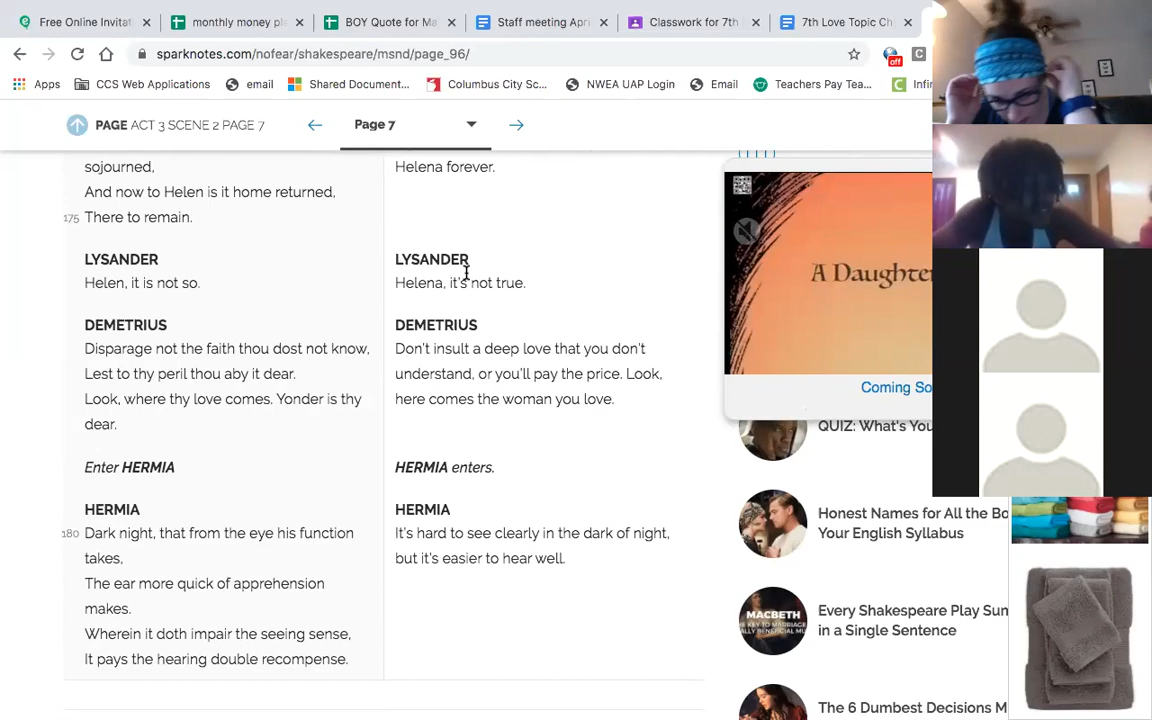 Free Online Invitat
monthly money pla
BOY Quote for Ma
Staff meeting Apri
Classwork for 7th
7th Love Topic Ch
sparknotes.com/nofear/shakespeare/msnd/page_96/
off
C
Apps
CCS Web Applications
email
Shared Document...
Columbus City Sc...
NWEA UAP Login
Email
Teachers Pay Tea...
Infin
PAGE ACT 3 SCENE 2 PAGE 7
Page 7
sojourned,
And now to Helen is it home returned,
175 There to remain.
LYSANDER
Helen, it is not so.
DEMETRIUS
Disparage not the faith thou dost not know,
Lest to thy peril thou aby it dear.
Look, where thy love comes. Yonder is thy
dear.
Enter HERMIA
HERMIA
180 Dark night, that from the eye his function
takes,
The ear more quick of apprehension
makes.
Wherein it doth impair the seeing sense,
It pays the hearing double recompense.
Helena forever.
LYSANDER
Helena, it's not true.
DEMETRIUS
Don't insult a deep love that you don't
understand, or you'll pay the price. Look,
here comes the woman you love.
HERMIA enters.
HERMIA
It's hard to see clearly in the dark of night,
but it's easier to hear well.
A Daughter
Coming So
QUIZ: What's You
Honest Names for All the Bo
Your English Syllabus
MACBETH
Every Shakespeare Play Sum
in a Single Sentence
The 6 Dumbest Decisions M